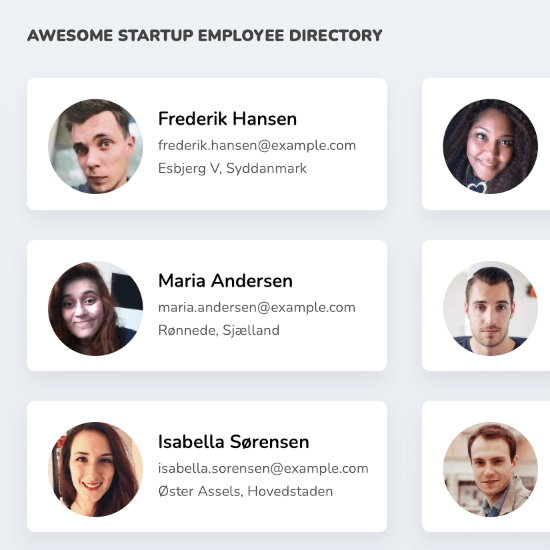 AWESOME STARTUP EMPLOYEE DIRECTORY
Frederik Hansen
frederik.hansen@example.com
Esbjerg V, Syddanmark
Maria Andersen
maria.andersen@example.com
Rønnede, Sjælland
Isabella Sørensen
isabella.sorensen@example.com
Øster Assels, Hovedstaden